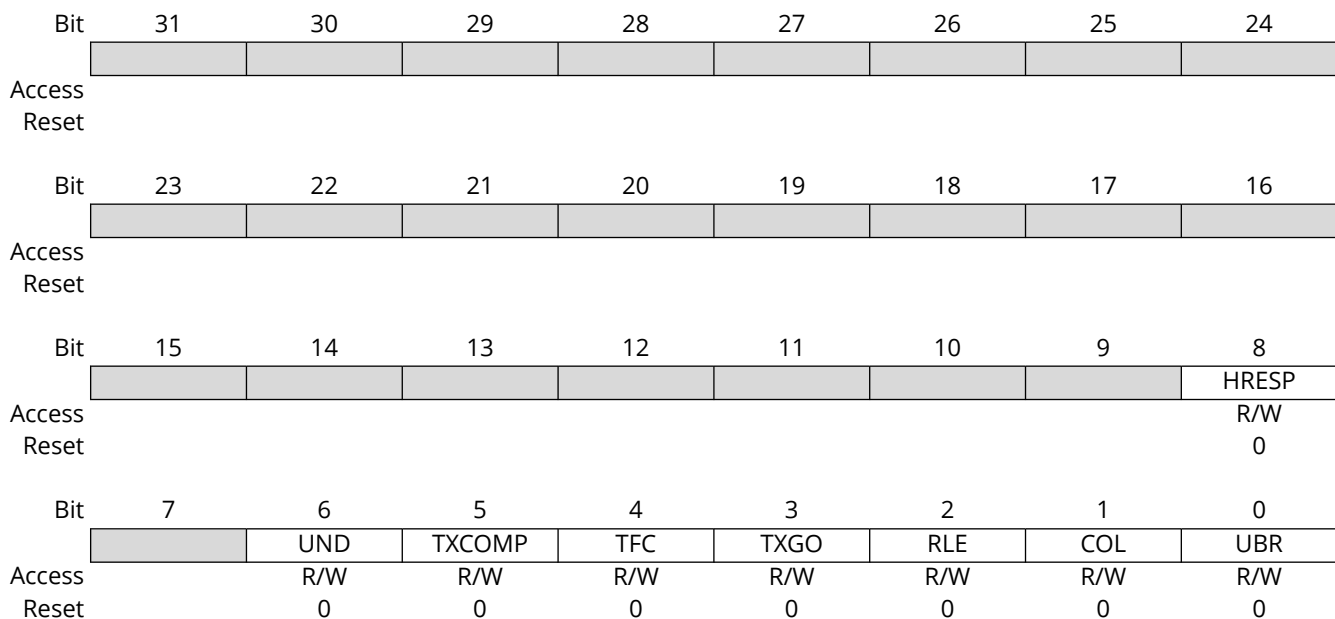 Bit 31 30 29 28 27 26 25 24
Access
Reset
Bit 23 22 21 20 19 18 17 16
Access
Reset
Bit 15 14 13 12 11 10 9 8
HRESP
Access R/W
Reset 0
Bit 7 6 5 4 3 2 1 0
UND TXCOMP TFC TXGO RLE COL UBR
Access R/W R/W R/W R/W R/W R/W R/W
Reset 0 0 0 0 0 0 0